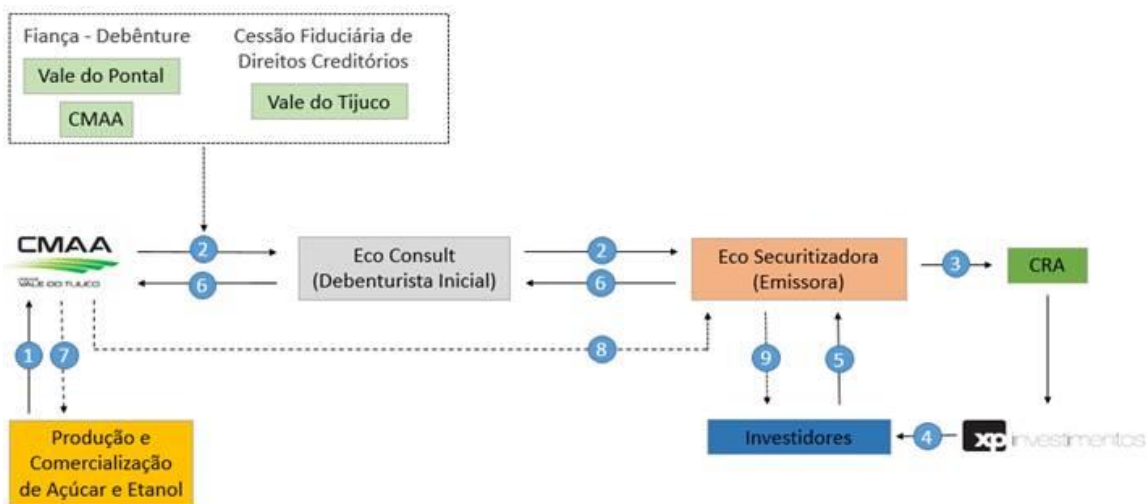 Fiança - Debênture
Cessão Fiduciária de
Direitos Creditórios
Vale do Pontal
CMAA
Vale do Tijuco
CMAA
VALE DO TIJUCO
2
6
Eco Consult
(Debenturista Inicial)
2
6
Eco Securitizadora
(Emissora)
3
CRA
1
7
8
9
5
Produção e
Comercialização
de Açúcar e Etanol
Investidores
4
xp investimentos